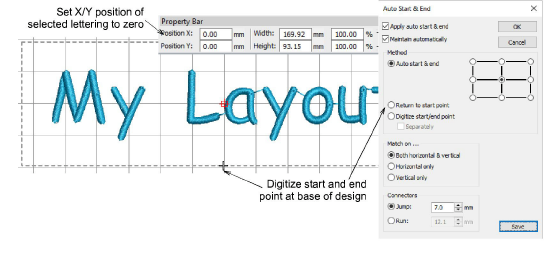 Set X/Y position of
selected lettering to zero
Property Bar
Position X: 0.00 mm Width: 169.92 mm 100.00 %
Position Y: 0.00 mm Height: 93.15 mm 100.00 %
My Layou
Digitize start and end
point at base of design
Auto Start & End
Apply auto start & end
OK
Maintain automatically
Cancel
Method
Auto start & end
Return to start point
Digitize start/end point
Separately
Match on ...
Both horizontal & vertical
Horizontal only
Vertical only
Connectors
Jump: 7.0 mm
Run: 12.1 mm
Save